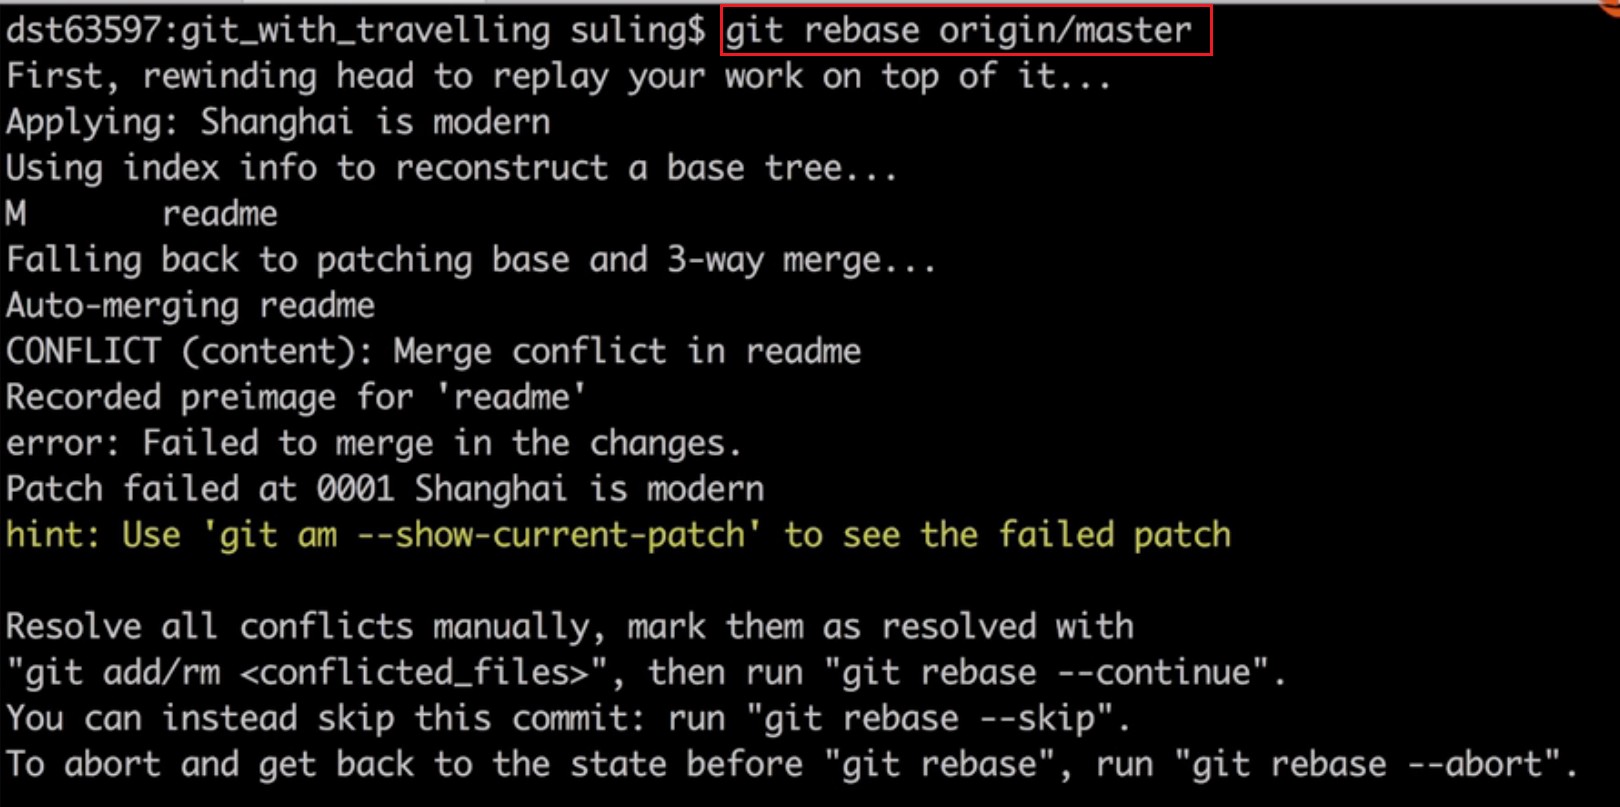 dst63597:git_with_travelling suling$ git rebase origin/master
First, rewinding head to replay your work on top of it...
Applying: Shanghai is modern
Using index info to reconstruct a base tree...
M       readme
Falling back to patching base and 3-way merge...
Auto-merging readme
CONFLICT (content): Merge conflict in readme
Recorded preimage for 'readme'
error: Failed to merge in the changes.
Patch failed at 0001 Shanghai is modern
hint: Use 'git am --show-current-patch' to see the failed patch
Resolve all conflicts manually, mark them as resolved with
"git add/rm <conflicted_files>", then run "git rebase --continue".
You can instead skip this commit: run "git rebase --skip".
To abort and get back to the state before "git rebase", run "git rebase --abort".